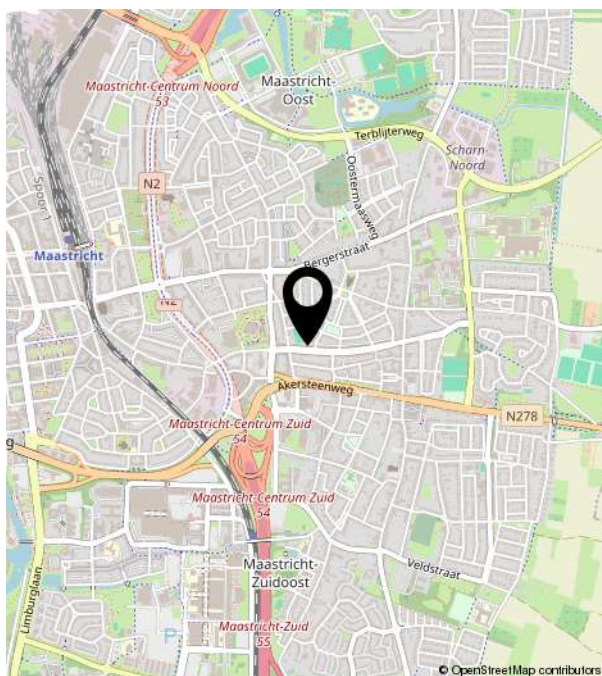 Maastricht-Centrum Noord
53
Maastricht-
Oost
Terblijterweg
Scharn-
Noord
Spoor 1
N2
Oostermaasweg
Bergerstraat
Maastricht
N2
Akersteenweg
N278
Maastricht-Centrum Zuid
54
Maastricht-Centrum Zuid
54
Maastricht-
Zuidoost
Veldstraat
Limburglaan
P
Maastricht-Zuid
55
© OpenStreetMap contributors